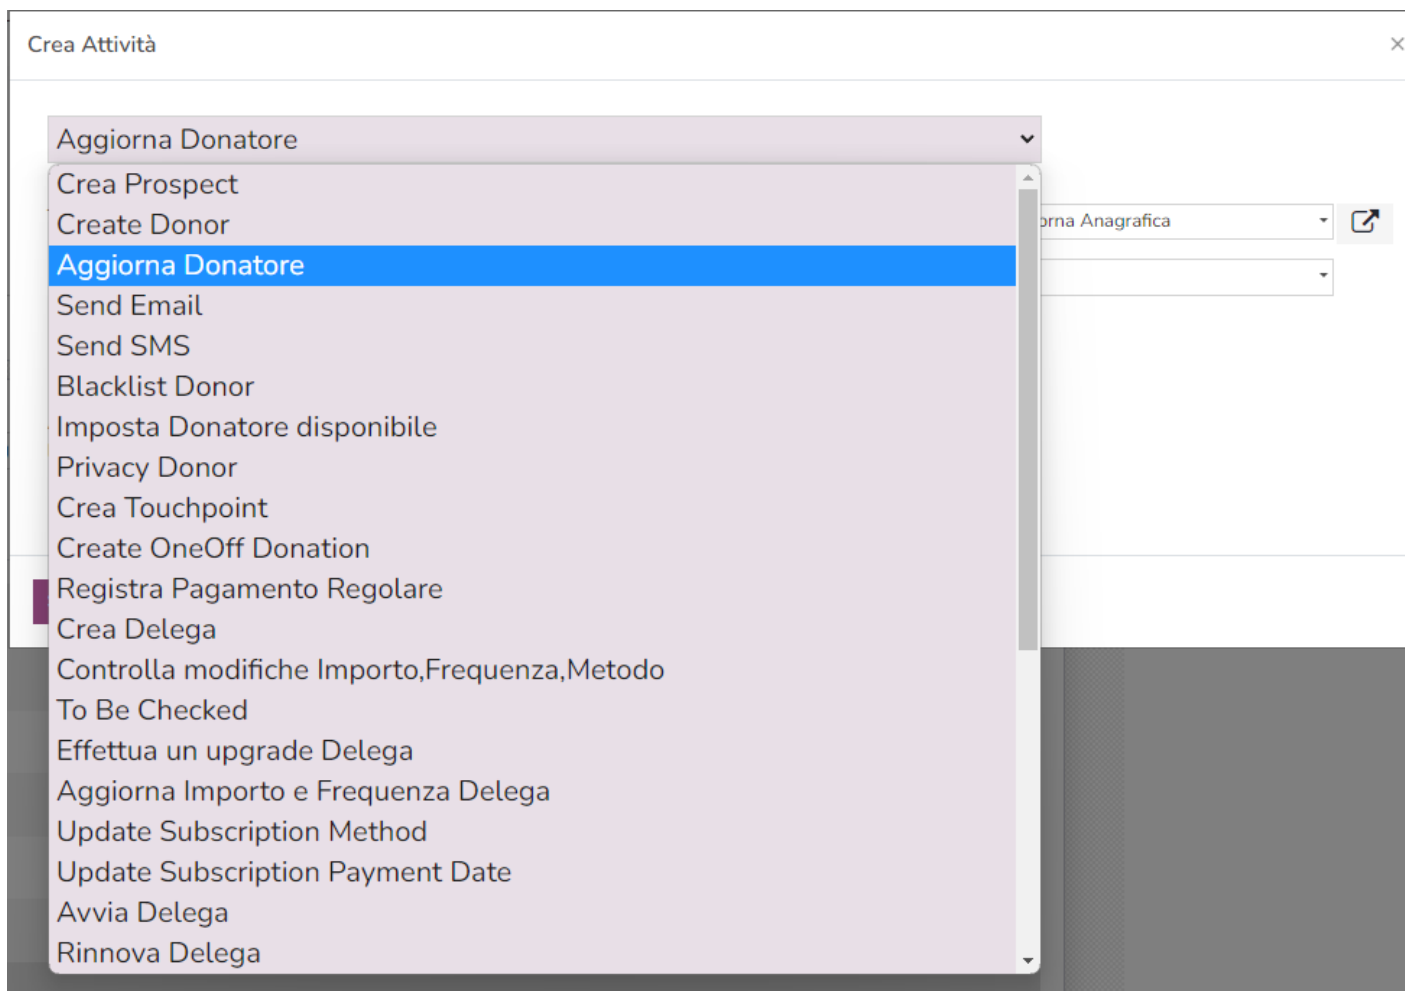 Crea Attività
Aggiorna Donatore
Crea Prospect
Create Donor
Aggiorna Donatore
Send Email
Send SMS
Blacklist Donor
Imposta Donatore disponibile
Privacy Donor
Crea Touchpoint
Create OneOff Donation
Registra Pagamento Regolare
Crea Delega
Controlla modifiche Importo,Frequenza,Metodo
To Be Checked
Effettua un upgrade Delega
Aggiorna Importo e Frequenza Delega
Update Subscription Method
Update Subscription Payment Date
Avvia Delega
Rinnova Delega
Anagrafica